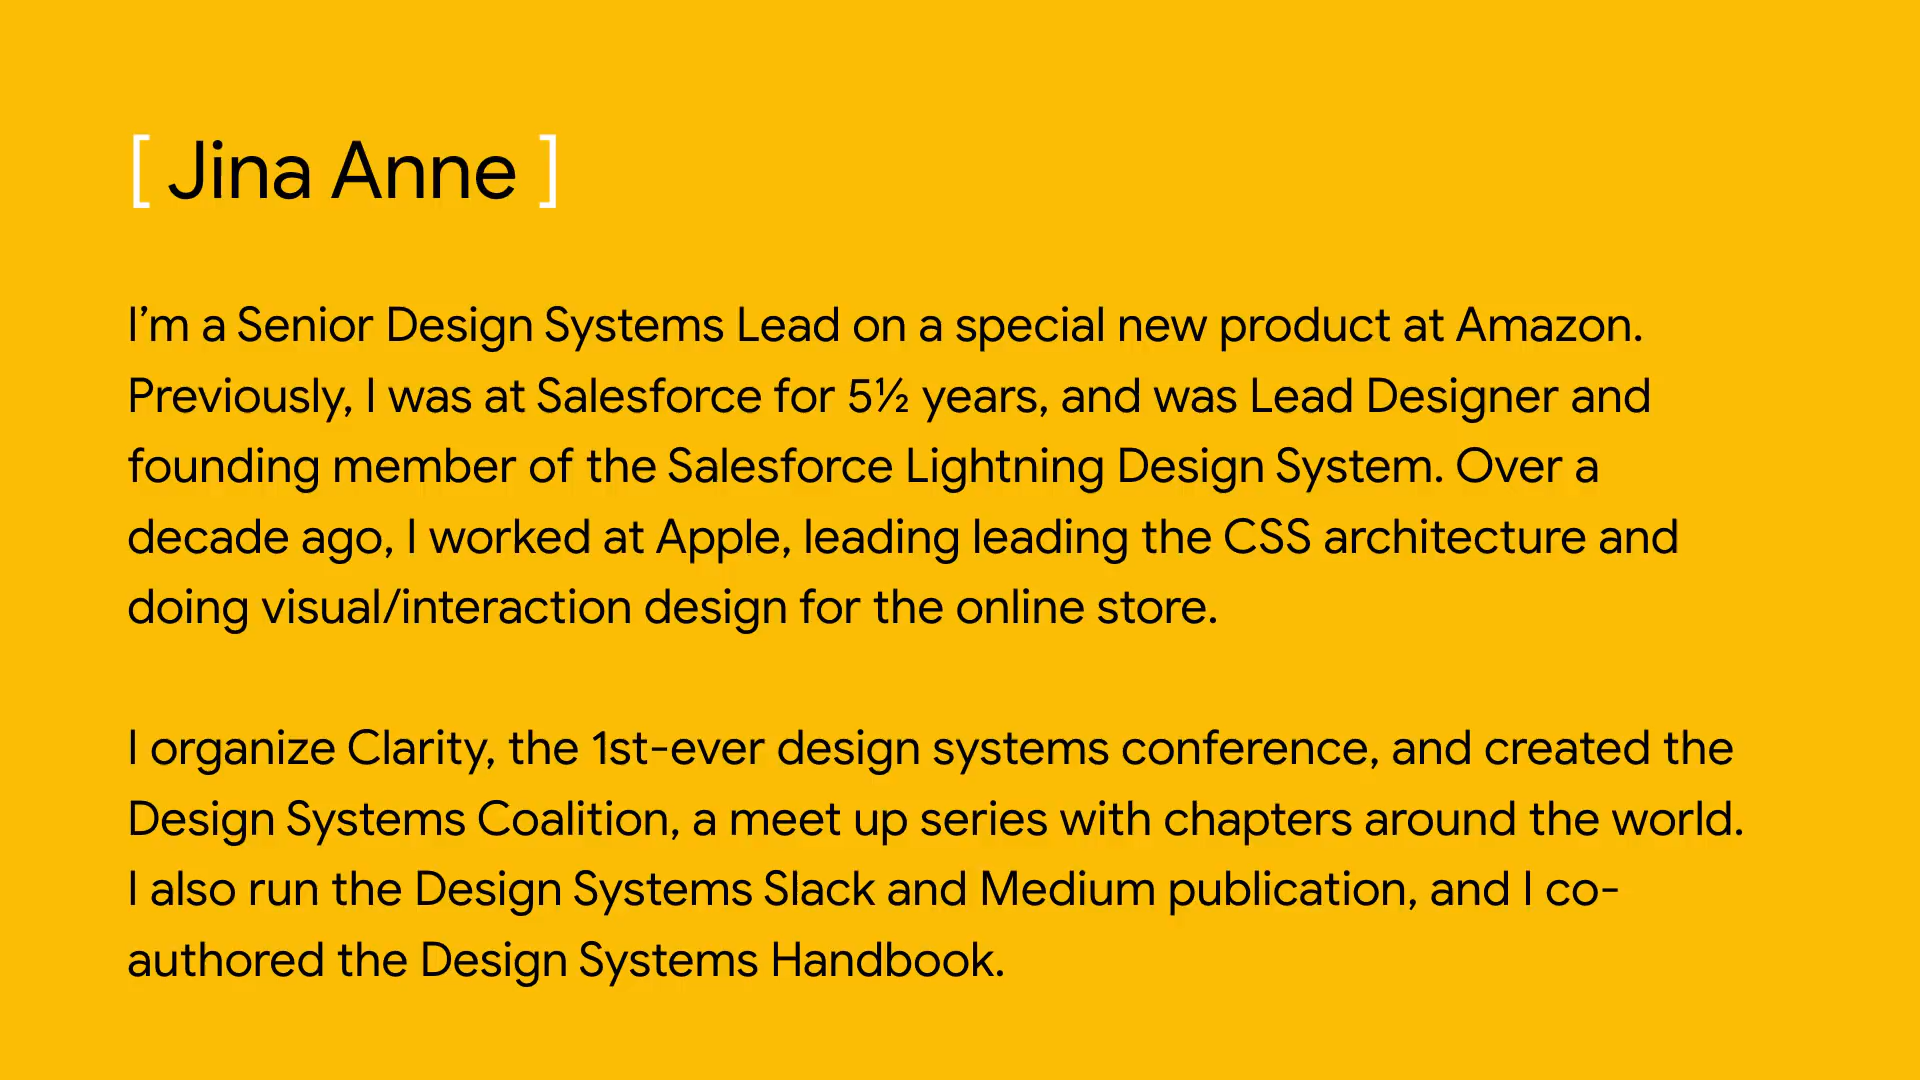 [ Jina Anne ]
I’m a Senior Design Systems Lead on a special new product at Amazon.
Previously, I was at Salesforce for 5½ years, and was Lead Designer and
founding member of the Salesforce Lightning Design System. Over a
decade ago, I worked at Apple, leading leading the CSS architecture and
doing visual/interaction design for the online store.
I organize Clarity, the 1st-ever design systems conference, and created the
Design Systems Coalition, a meet up series with chapters around the world.
I also run the Design Systems Slack and Medium publication, and I co-
authored the Design Systems Handbook.